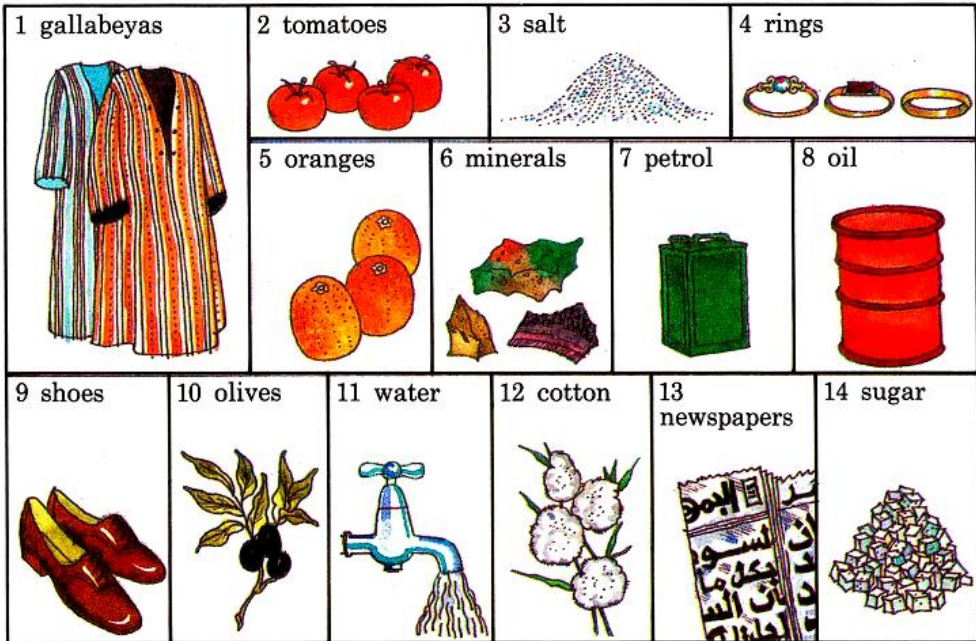 1 gallabeyas
2 tomatoes
3 salt
4 rings
5 oranges
6 minerals
7 petrol
8 oil
9 shoes
10 olives
11 water
12 cotton
13
newspapers
14 sugar